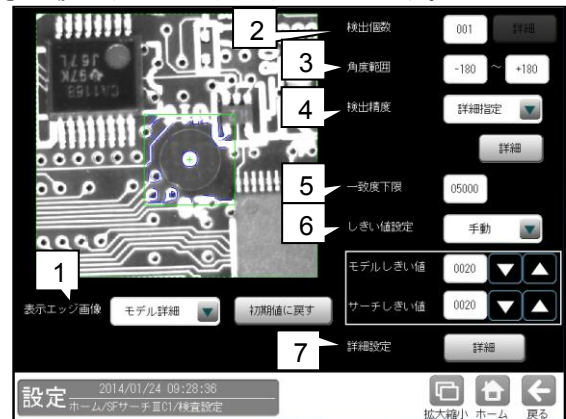 2
検出個数
001
詳細
3
角度範囲
-180 ~ +180
4
検出精度
詳細指定
詳細
5
一致度下限
05000
6
しきい値設定
手動
モデルしきい値
0020
サーチしきい値
0020
1
表示エッジ画像
モデル詳細
初期値に戻す
7
詳細設定
詳細
設定
2014/01/24 09:28:36
ホーム/SFサーチⅢC1/検査設定
拡大縮小
ホーム
戻る